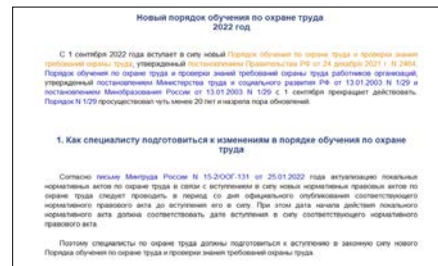 Новый порядок обучения по охране труда
2022 год
С 1 сентября 2022 года вступает в силу новый Порядок обучения по охране труда и проверки знания
требований охраны труда, утвержденный постановлением Правительства РФ от 24 декабря 2021 г. N 2464.
Порядок обучения по охране труда и проверки знаний требований охраны труда работников организаций,
утвержденный постановлением Министерства труда и социального развития РФ от 13.01.2003 N 1/29 и
постановлением Минобразования России от 13.01.2003 N 1/29 с 1 сентября прекращает действовать.
Порядок N 1/29 просуществовал чуть менее 20 лет и назрела пора обновлений.
1. Как специалисту подготовиться к изменениям в порядке обучения по охране
труда
Согласно письму Минтруда России N 15-2/ООГ-131 от 25.01.2022 года актуализацию локальных
нормативных актов по охране труда в связи с вступлением в силу новых нормативных правовых актов по
охране труда следует проводить в период со дня официального опубликования соответствующего
нормативного правового акта до вступления его в силу. При этом дата начала действия локального
нормативного акта должна соответствовать дате вступления в силу соответствующего нормативного
правового акта.
Поэтому специалисты по охране труда должны подготовиться к вступлению в законную силу нового
Порядка обучения по охране труда и проверки знания требований охраны труда.